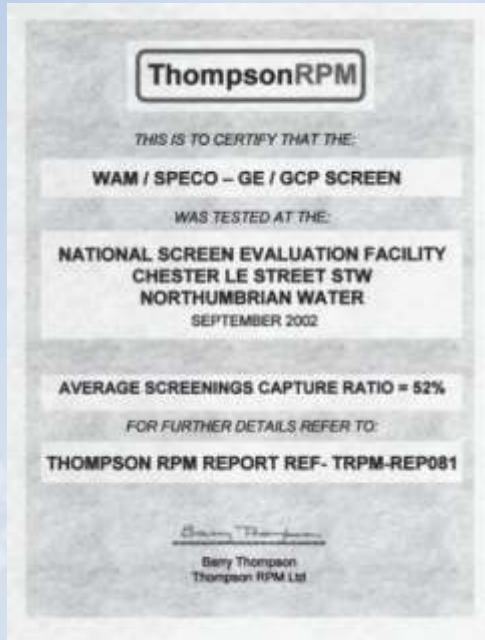 ThompsonRPM
THIS IS TO CERTIFY THAT THE:
WAM / SPECO – GE / GCP SCREEN
WAS TESTED AT THE:
NATIONAL SCREEN EVALUATION FACILITY
CHESTER LE STREET STW
NORTHUMBRIAN WATER
SEPTEMBER 2002
AVERAGE SCREENINGS CAPTURE RATIO = 52%
FOR FURTHER DETAILS REFER TO:
THOMPSON RPM REPORT REF- TRPM-REP081
Barry Thompson
Barry Thompson
Thompson RPM Ltd